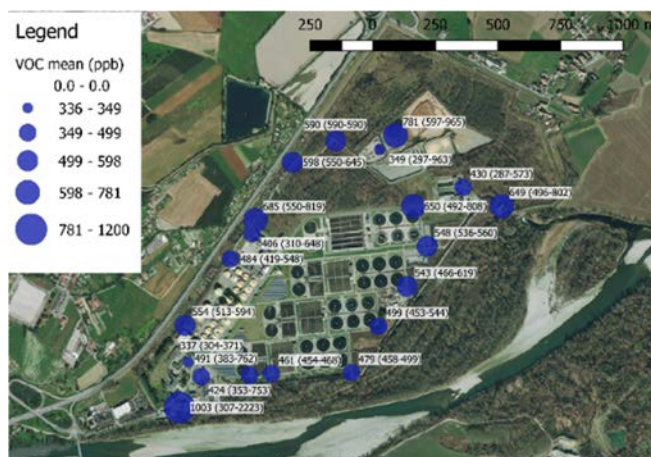 Legend
VOC mean (ppb)
0.0 - 0.0
336 - 349
349 - 499
499 - 598
598 - 781
781 - 1200
250 0 250 500 750 1000 m
781 (597-965)
590 (590-590)
349 (297-963)
598 (550-645)
430 (287-573)
649 (496-802)
685 (550-819)
650 (492-808)
406 (310-648)
548 (536-560)
484 (419-548)
543 (466-619)
554 (513-594)
499 (453-544)
337 (304-371)
491 (383-762)
461 (454-468)
479 (458-499)
424 (353-753)
1003 (307-2223)